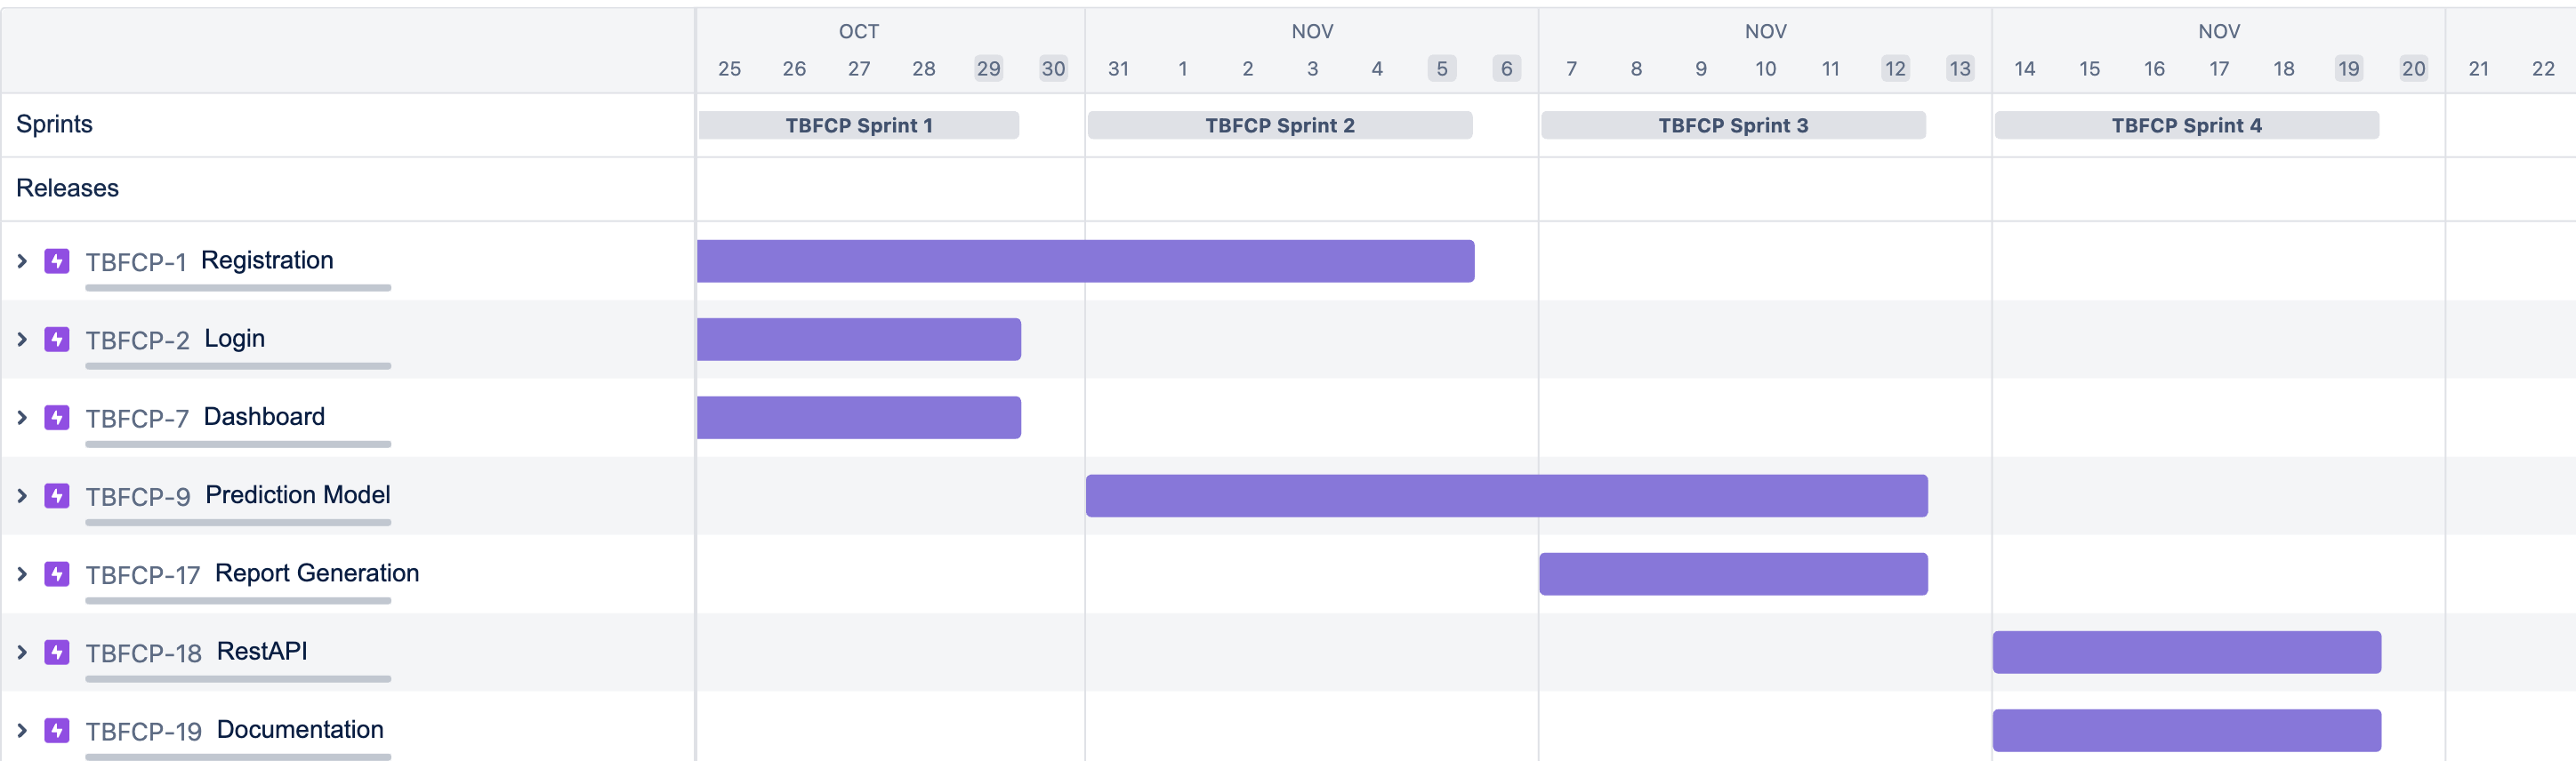 OCT NOV NOV NOV
25 26 27 28 29 30 31 1 2 3 4 5 6 7 8 9 10 11 12 13 14 15 16 17 18 19 20 21 22
Sprints TBFCP Sprint 1 TBFCP Sprint 2 TBFCP Sprint 3 TBFCP Sprint 4
Releases
TBFCP-1 Registration
TBFCP-2 Login
TBFCP-7 Dashboard
TBFCP-9 Prediction Model
TBFCP-17 Report Generation
TBFCP-18 RestAPI
TBFCP-19 Documentation